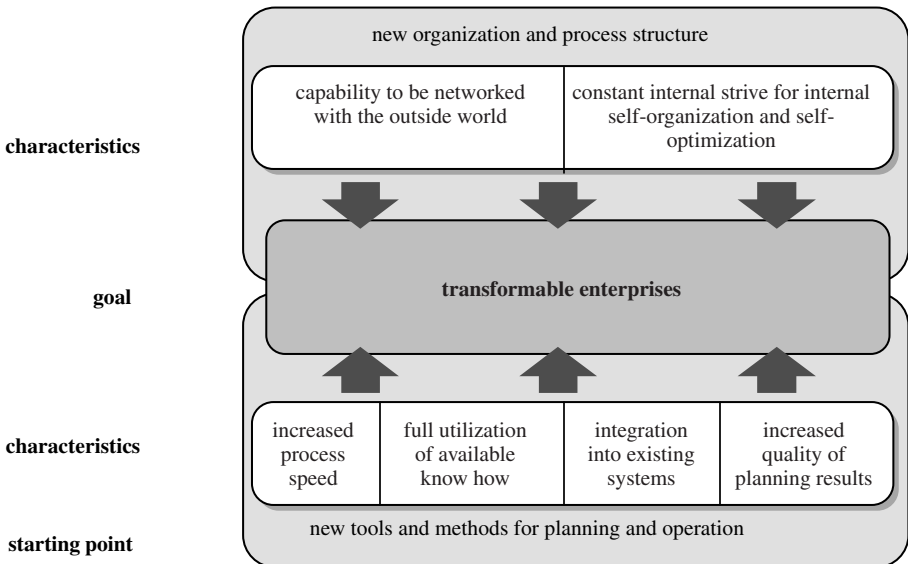 new organization and process structure
capability to be networked
with the outside world
constant internal strive for internal
self-organization and self-
optimization
characteristics
goal
transformable enterprises
characteristics
increased
process
speed
full utilization
of available
know how
integration
into existing
systems
increased
quality of
planning results
new tools and methods for planning and operation
starting point